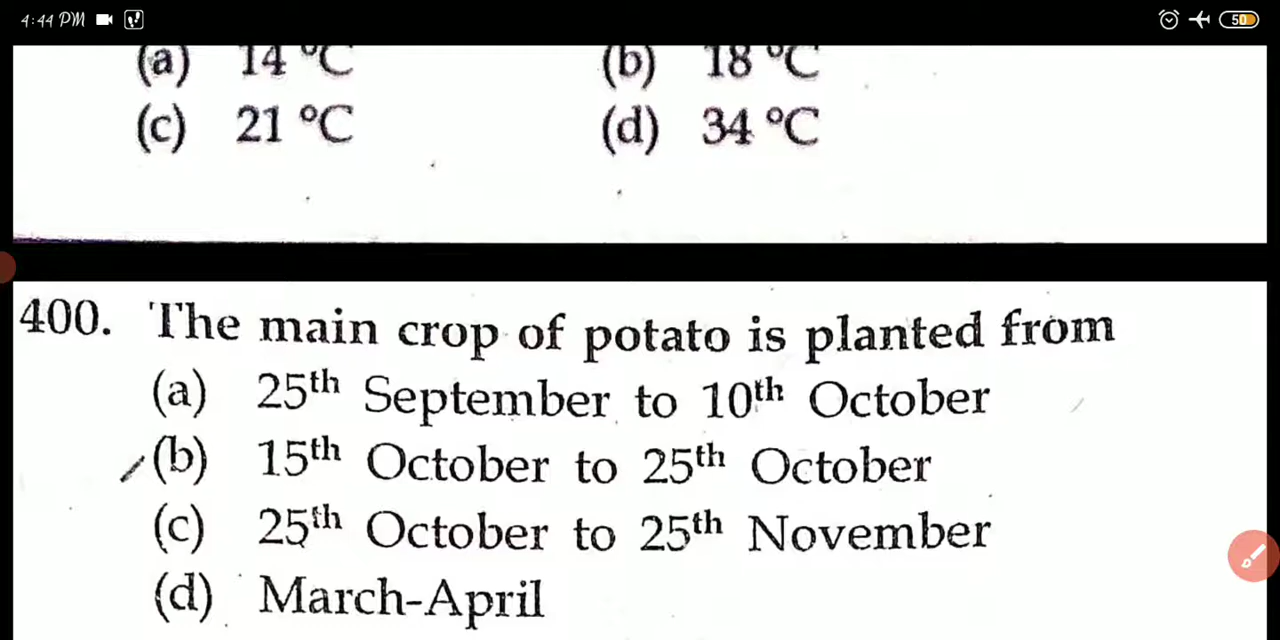 4:44 PM
50
(a) 14 °C (b) 18 °C
(c) 21 °C (d) 34 °C
400. The main crop of potato is planted from
(a) 25th September to 10th October
(b) 15th October to 25th October
(c) 25th October to 25th November
(d) March-April